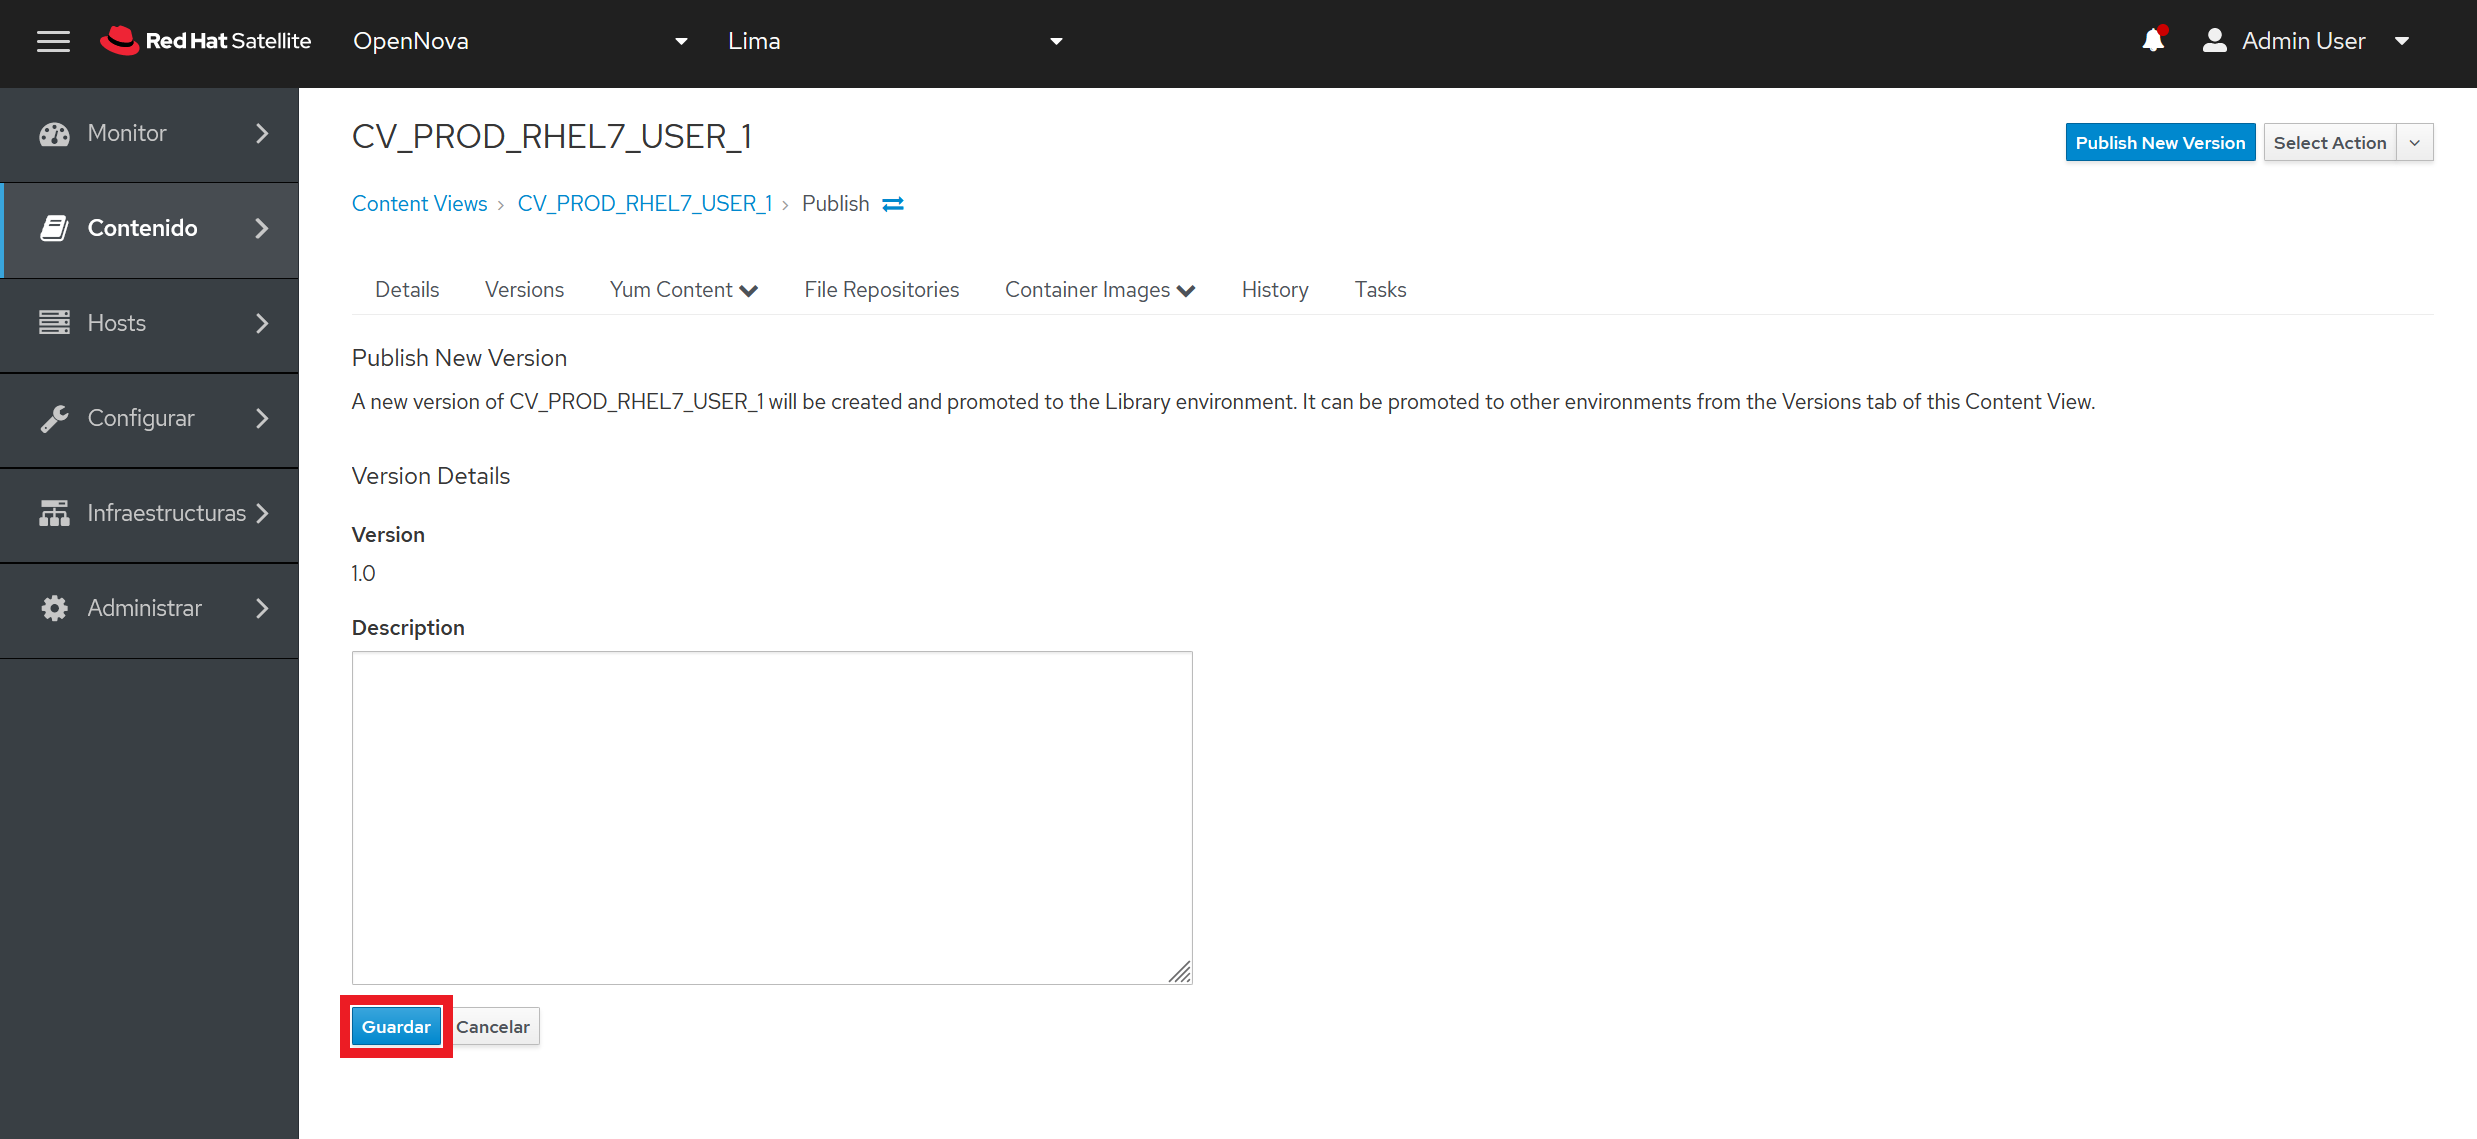 Red Hat Satellite OpenNova Lima Admin User
Monitor
Contenido
Hosts
Configurar
Infraestructuras
Administrar
CV_PROD_RHEL7_USER_1
Publish New Version Select Action
Content Views › CV_PROD_RHEL7_USER_1 › Publish
Details Versions Yum Content File Repositories Container Images History Tasks
Publish New Version
A new version of CV_PROD_RHEL7_USER_1 will be created and promoted to the Library environment. It can be promoted to other environments from the Versions tab of this Content View.
Version Details
Version
1.0
Description
Guardar Cancelar